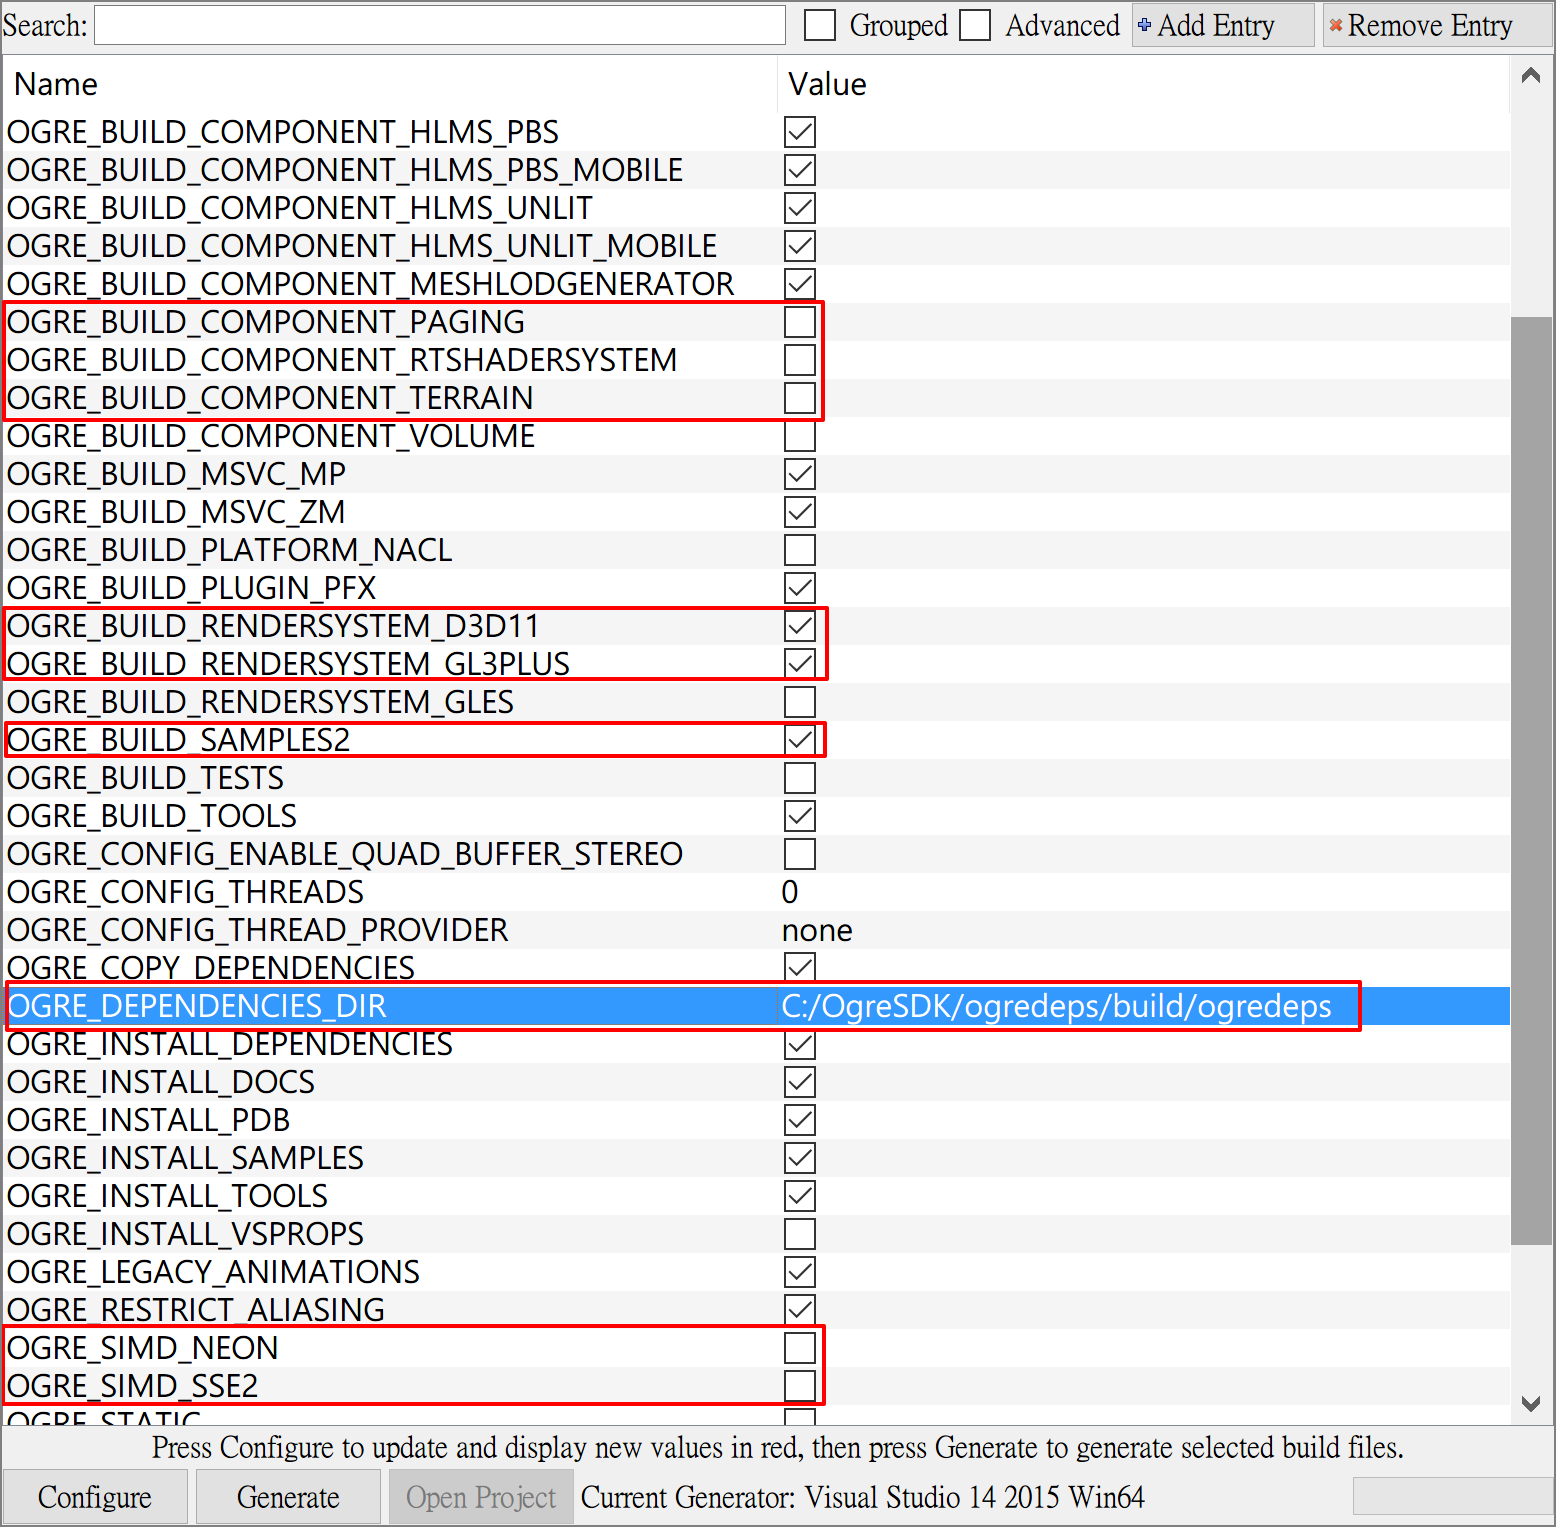 Search: Grouped Advanced Add Entry Remove Entry
Name Value
OGRE_BUILD_COMPONENT_HLMS_PBS
OGRE_BUILD_COMPONENT_HLMS_PBS_MOBILE
OGRE_BUILD_COMPONENT_HLMS_UNLIT
OGRE_BUILD_COMPONENT_HLMS_UNLIT_MOBILE
OGRE_BUILD_COMPONENT_MESHLODGENERATOR
OGRE_BUILD_COMPONENT_PAGING
OGRE_BUILD_COMPONENT_RTSHADERSYSTEM
OGRE_BUILD_COMPONENT_TERRAIN
OGRE_BUILD_COMPONENT_VOLUME
OGRE_BUILD_MSVC_MP
OGRE_BUILD_MSVC_ZM
OGRE_BUILD_PLATFORM_NACL
OGRE_BUILD_PLUGIN_PFX
OGRE_BUILD_RENDERSYSTEM_D3D11
OGRE_BUILD_RENDERSYSTEM_GL3PLUS
OGRE_BUILD_RENDERSYSTEM_GLES
OGRE_BUILD_SAMPLES2
OGRE_BUILD_TESTS
OGRE_BUILD_TOOLS
OGRE_CONFIG_ENABLE_QUAD_BUFFER_STEREO
OGRE_CONFIG_THREADS 0
OGRE_CONFIG_THREAD_PROVIDER none
OGRE_COPY_DEPENDENCIES
OGRE_DEPENDENCIES_DIR C:/OgreSDK/ogredeps/build/ogredeps
OGRE_INSTALL_DEPENDENCIES
OGRE_INSTALL_DOCS
OGRE_INSTALL_PDB
OGRE_INSTALL_SAMPLES
OGRE_INSTALL_TOOLS
OGRE_INSTALL_VSPROPS
OGRE_LEGACY_ANIMATIONS
OGRE_RESTRICT_ALIASING
OGRE_SIMD_NEON
OGRE_SIMD_SSE2
OGRE_STATIC
Press Configure to update and display new values in red, then press Generate to generate selected build files.
Configure Generate Open Project Current Generator: Visual Studio 14 2015 Win64